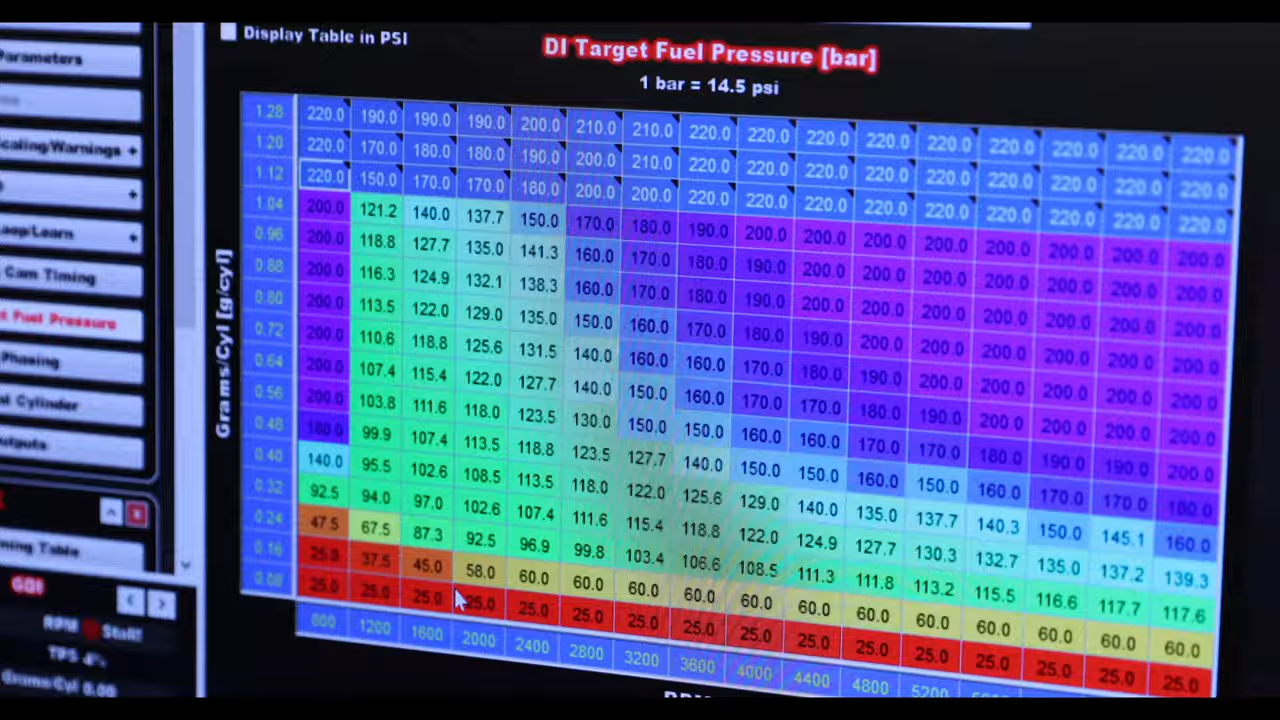 Display Table in PSI
DI Target Fuel Pressure [bar]
1 bar = 14.5 psi
Parameters
caling/Warnings +
+
oop/Learn +
Cam Timing
t Fuel Pressure
Phasing
al Cylinder
utputs
ning Table
GDI
RPM Stall!
TPS 4%
Grams/Cyl 0.00
Grams/Cyl [g/cyl]
1.28 220.0 190.0 190.0 190.0 200.0 210.0 210.0 220.0 220.0 220.0 220.0 220.0 220.0 220.0 220.0 220.0
1.20 220.0 170.0 180.0 180.0 190.0 200.0 210.0 220.0 220.0 220.0 220.0 220.0 220.0 220.0 220.0 220.0
1.12 220.0 150.0 170.0 170.0 180.0 200.0 200.0 220.0 220.0 220.0 220.0 220.0 220.0 220.0 220.0 220.0
1.04 200.0 121.2 140.0 137.7 150.0 170.0 180.0 190.0 200.0 200.0 200.0 200.0 200.0 200.0 200.0 200.0
0.96 200.0 118.8 127.7 135.0 141.3 160.0 170.0 180.0 190.0 200.0 200.0 200.0 200.0 200.0 200.0 200.0
0.88 200.0 116.3 124.9 132.1 138.3 160.0 170.0 180.0 190.0 200.0 200.0 200.0 200.0 200.0 200.0 200.0
0.80 200.0 113.5 122.0 129.0 135.0 150.0 160.0 170.0 180.0 190.0 200.0 200.0 200.0 200.0 200.0 200.0
0.72 200.0 110.6 118.8 125.6 131.5 140.0 160.0 160.0 170.0 180.0 190.0 200.0 200.0 200.0 200.0 200.0
0.64 200.0 107.4 115.4 122.0 127.7 140.0 150.0 160.0 170.0 170.0 180.0 190.0 200.0 200.0 200.0 200.0
0.56 200.0 103.8 111.6 118.0 123.5 130.0 150.0 150.0 160.0 160.0 170.0 170.0 180.0 190.0 190.0 200.0
0.48 180.0 99.9 107.4 113.5 118.8 123.5 127.7 140.0 150.0 150.0 160.0 150.0 160.0 170.0 170.0 180.0
0.40 140.0 95.5 102.6 108.5 113.5 118.0 122.0 125.6 129.0 140.0 135.0 137.7 140.3 150.0 145.1 160.0
0.32 92.5 94.0 97.0 102.6 107.4 111.6 115.4 118.8 122.0 124.9 127.7 130.3 132.7 135.0 137.2 139.3
0.24 47.5 67.5 87.3 92.5 96.9 99.8 103.4 106.6 108.5 111.3 111.8 113.2 115.5 116.6 117.7 117.6
0.16 25.0 37.5 45.0 58.0 60.0 60.0 60.0 60.0 60.0 60.0 60.0 60.0 60.0 60.0 60.0 60.0
0.08 25.0 25.0 25.0 25.0 25.0 25.0 25.0 25.0 25.0 25.0 25.0 25.0 25.0 25.0 25.0 25.0
800 1200 1600 2000 2400 2800 3200 3600 4000 4400 4800 5200